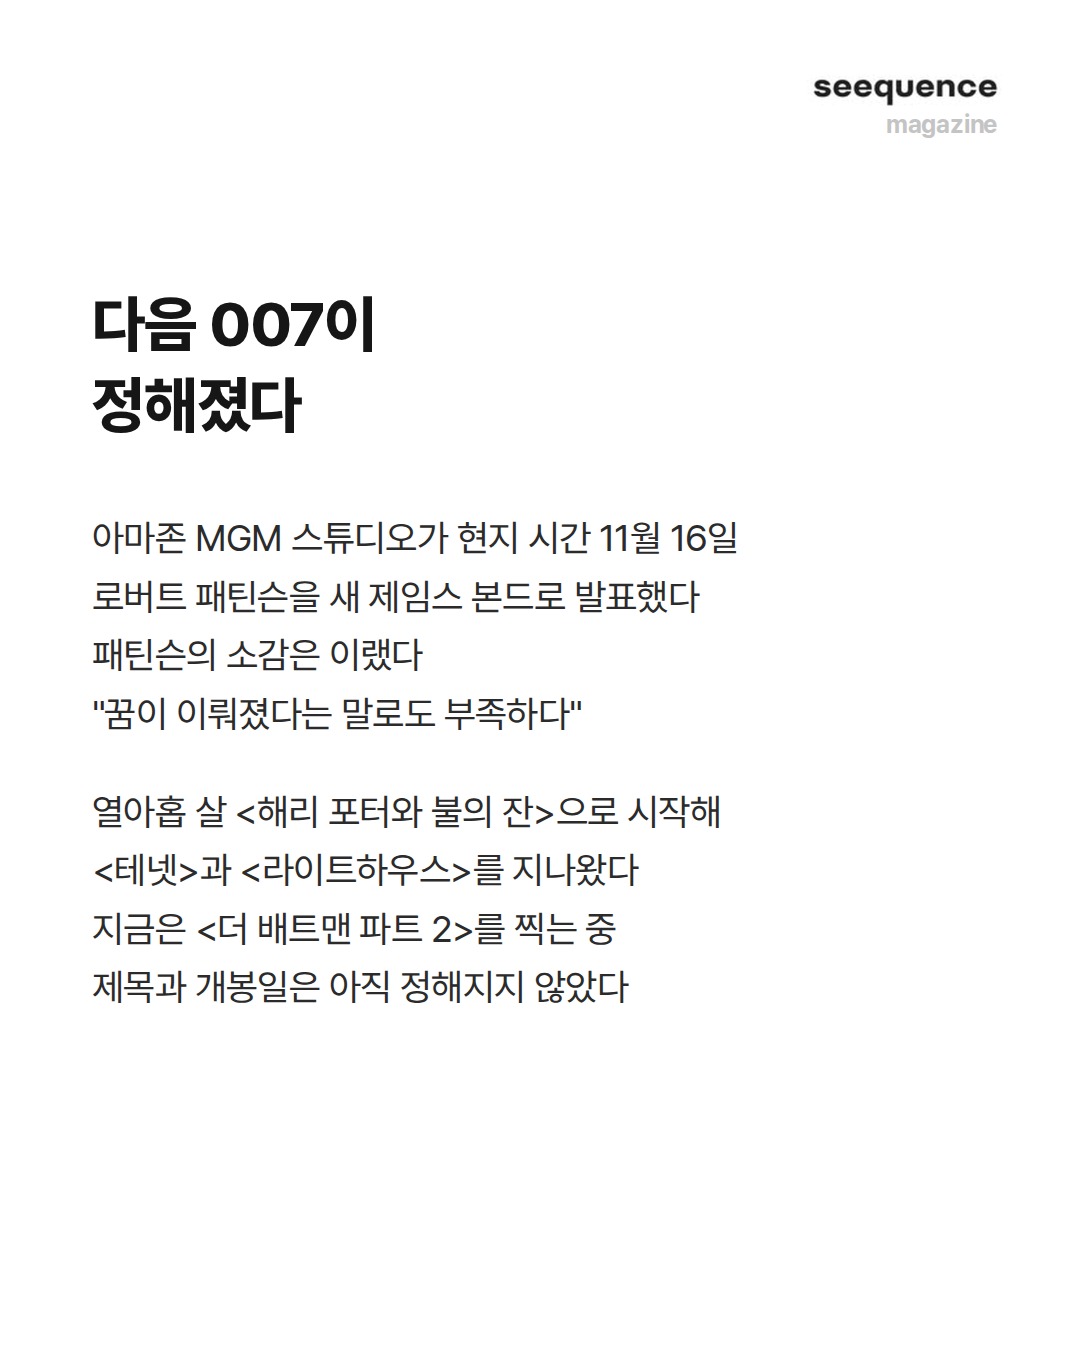 seequence
magazine
다음 007이
정해졌다
아마존 MGM 스튜디오가 현지 시간 11월 16일
로버트 패틴슨을 새 제임스 본드로 발표했다
패틴슨의 소감은 이랬다
"꿈이 이뤄졌다는 말로도 부족하다"
열아홉 살 <해리 포터와 불의 잔>으로 시작해
<테넷>과 <라이트하우스>를 지나왔다
지금은 <더 배트맨 파트 2>를 찍는 중
제목과 개봉일은 아직 정해지지 않았다